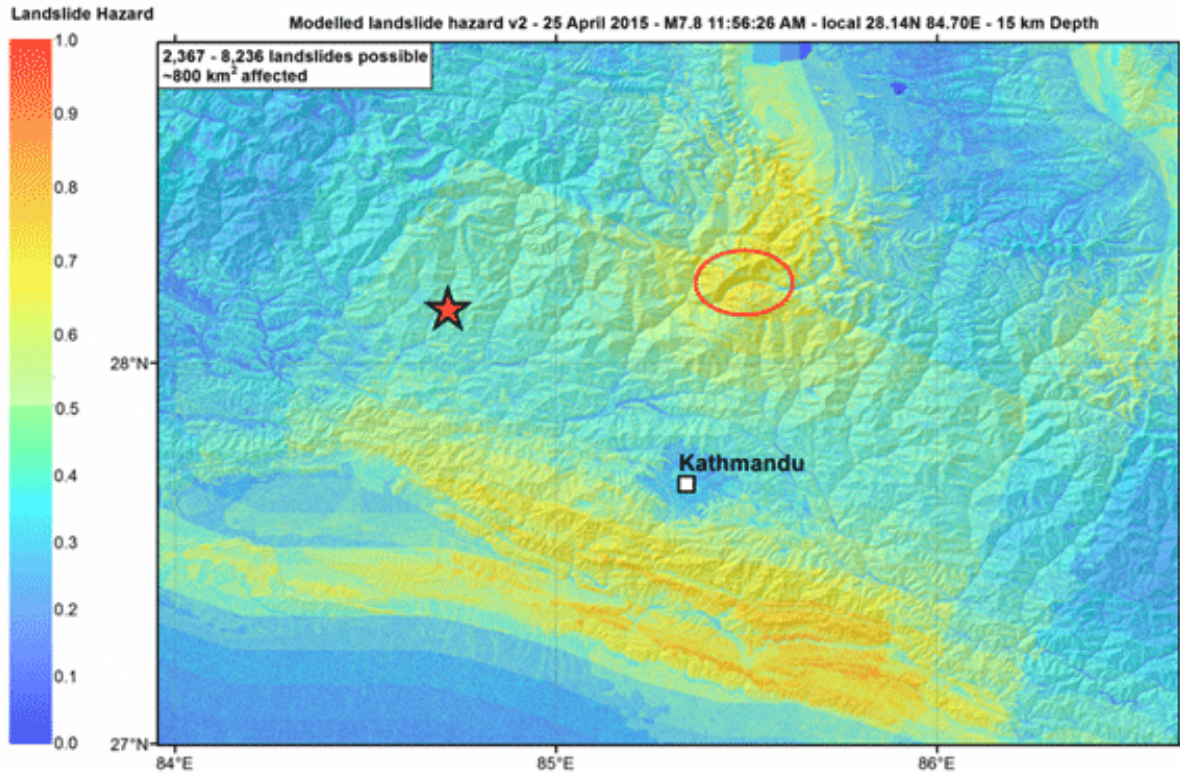 Landslide Hazard
Modelled landslide hazard v2 - 25 April 2015 - M7.8 11:56:26 AM - local 28.14N 84.70E - 15 km Depth
1.0
2,367 - 8,236 landslides possible
~800 km² affected
0.9
0.8
0.7
0.6
28°N
0.5
0.4
Kathmandu
0.3
0.2
0.1
0.0
27°N
84°E
85°E
86°E